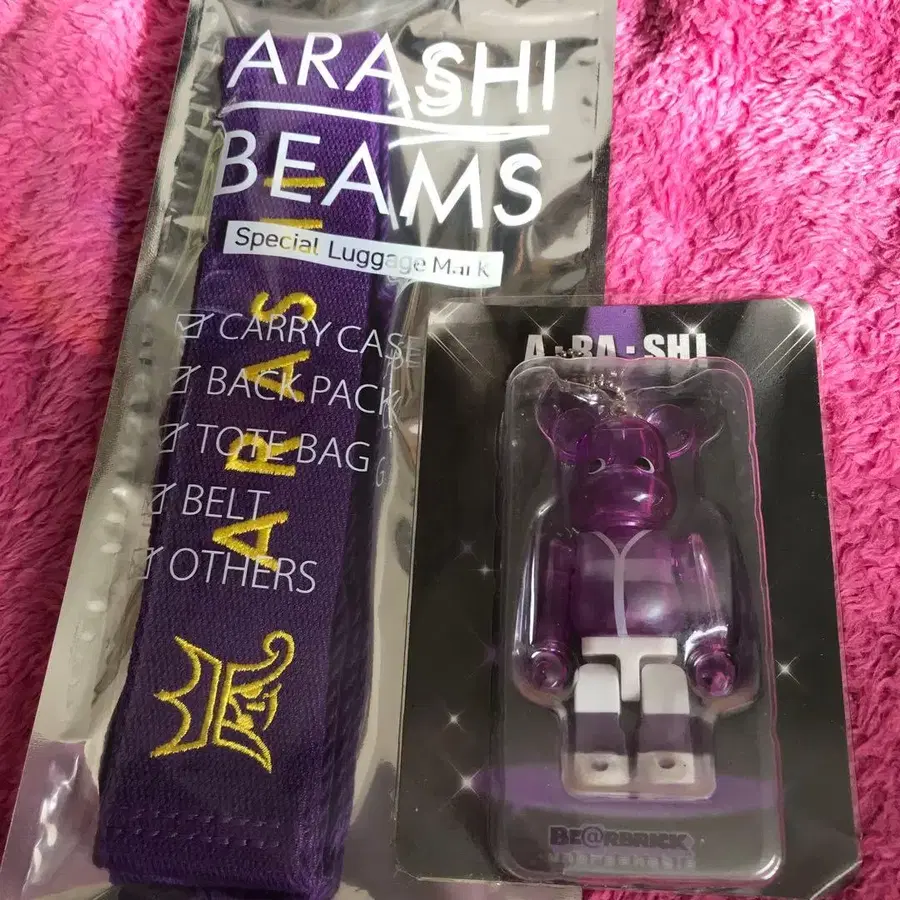 ARASHI
BEAMS
Special Luggage Mark
CARRY CASE
BACK PACK
TOTE BAG
BELT
OTHERS
ARASHI
A・RA・SHI
BE@RBRICK